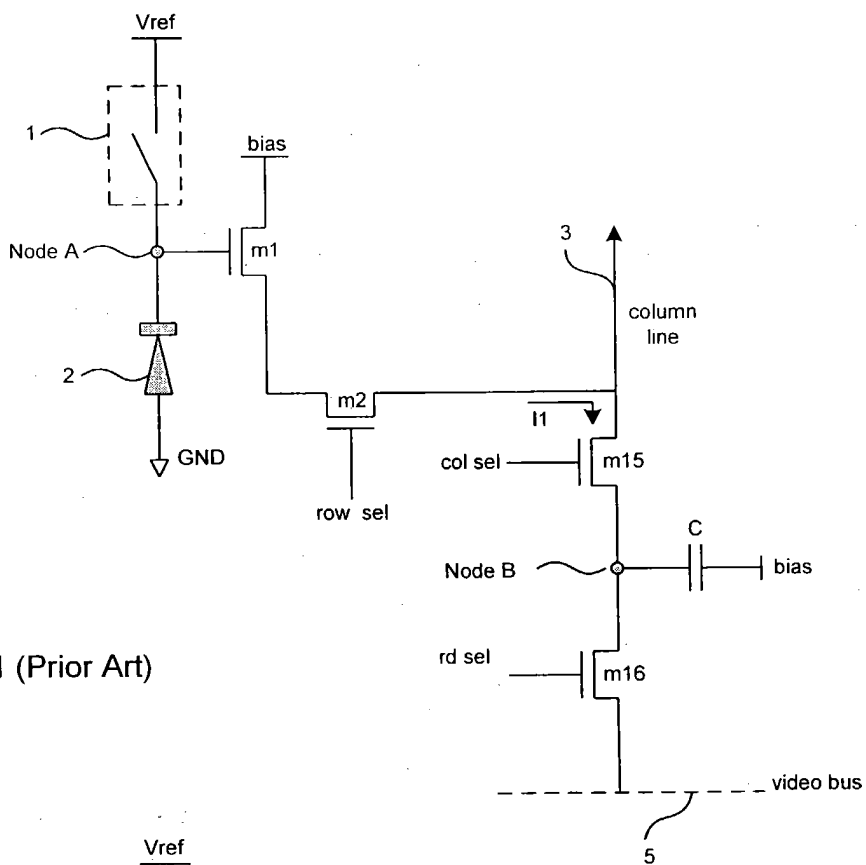 Vref
1
bias
Node A
m1
3
column
line
2
m2
I1
GND
col sel
m15
row sel
C
Node B
bias
(Prior Art)
rd sel
m16
video bus
Vref
5